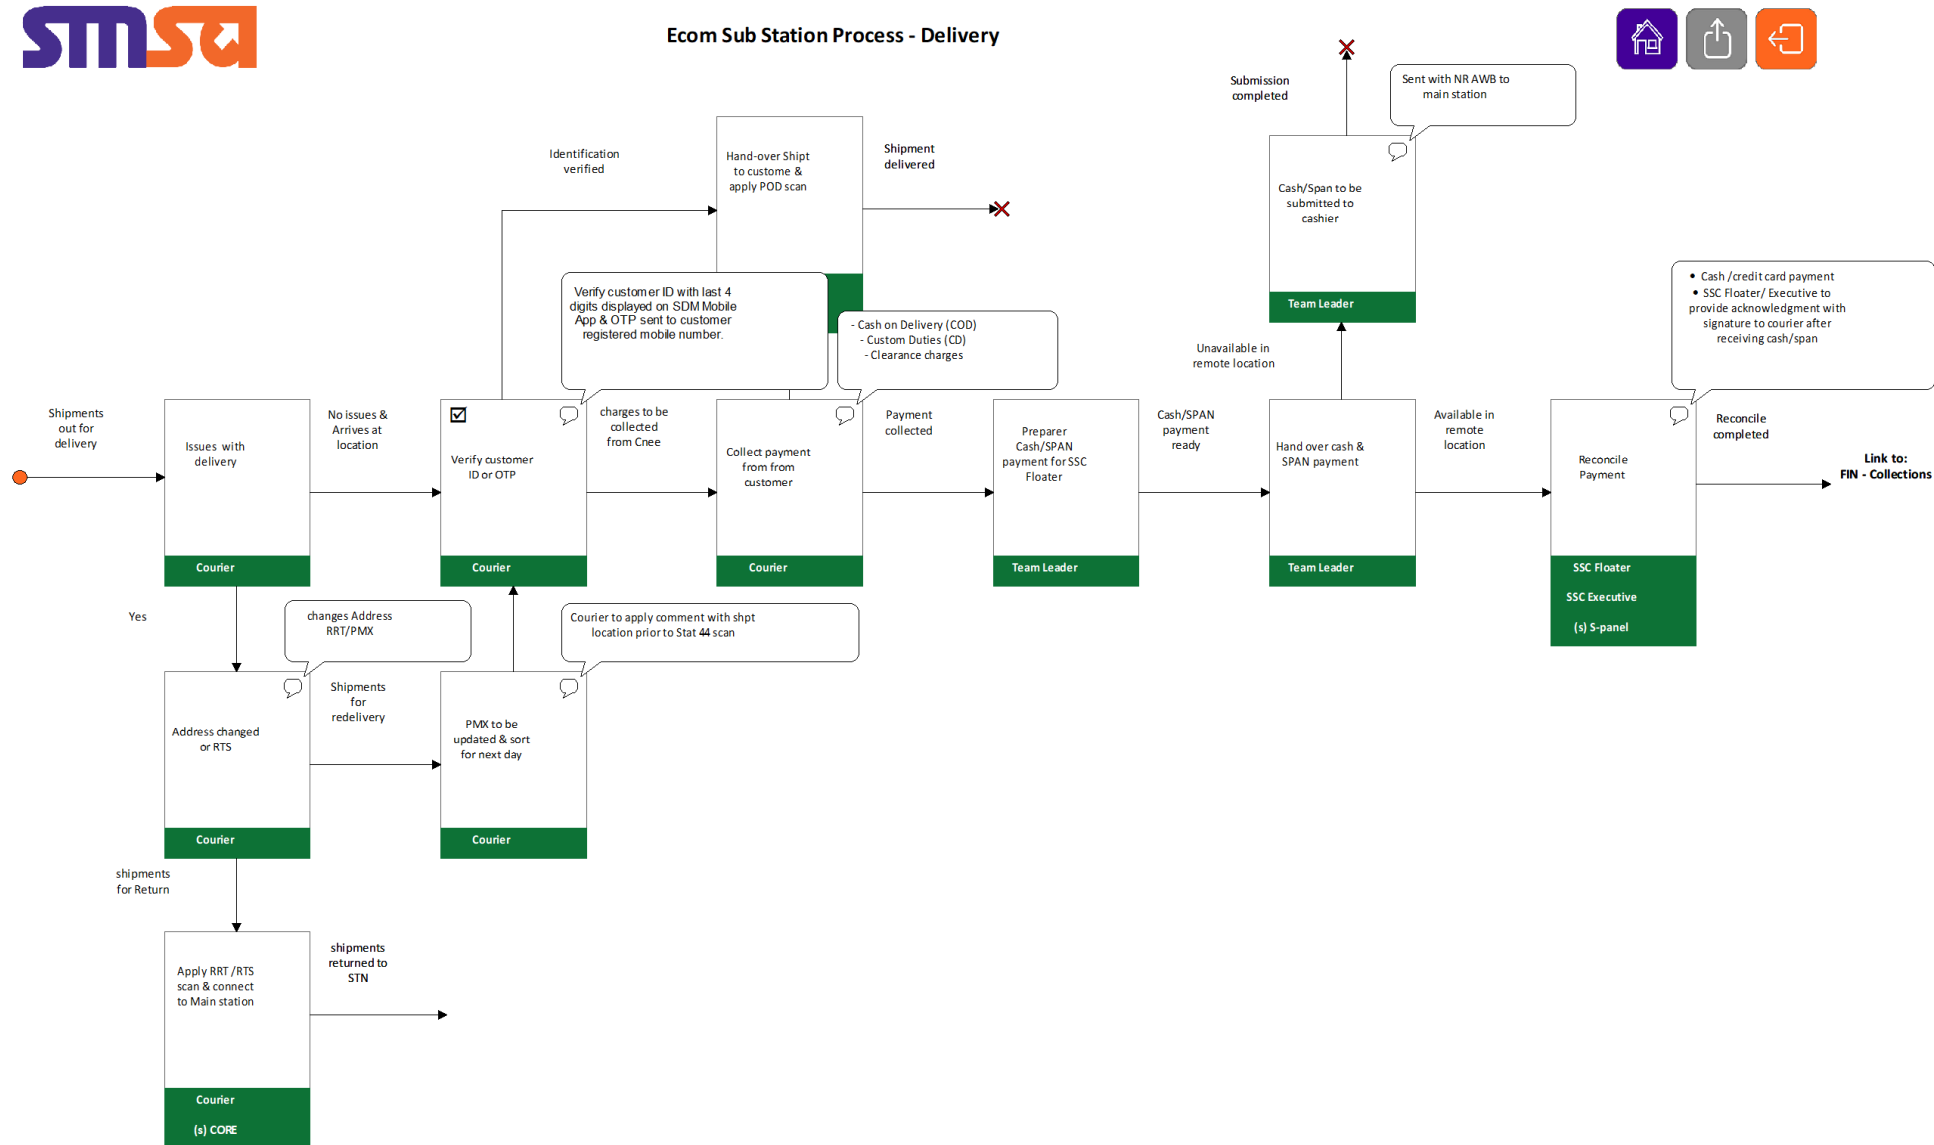 smsa
Ecom Sub Station Process - Delivery
Submission
completed
Sent with NR AWB to
main station
Identification
verified
Hand-over Shipt
to custome &
apply POD scan
Shipment
delivered
Cash/Span to be
submitted to
cashier
Team Leader
Verify customer ID with last 4
digits displayed on SDM Mobile
App & OTP sent to customer
registered mobile number.
- Cash on Delivery (COD)
- Custom Duties (CD)
- Clearance charges
Unavailable in
remote location
• Cash /credit card payment
• SSC Floater/ Executive to
provide acknowledgment with
signature to courier after
receiving cash/span
Shipments
out for
delivery
Issues with
delivery
Courier
No issues &
Arrives at
location
Verify customer
ID or OTP
Courier
charges to be
collected
from Cnee
Collect payment
from from
customer
Courier
Payment
collected
Preparer
Cash/SPAN
payment for SSC
Floater
Team Leader
Cash/SPAN
payment
ready
Hand over cash &
SPAN payment
Team Leader
Available in
remote
location
Reconcile
Payment
SSC Floater
SSC Executive
(s) S-panel
Reconcile
completed
Link to:
FIN - Collections
Yes
changes Address
RRT/PMX
Courier to apply comment with shpt
location prior to Stat 44 scan
Address changed
or RTS
Courier
Shipments
for
redelivery
PMX to be
updated & sort
for next day
Courier
shipments
for Return
Apply RRT /RTS
scan & connect
to Main station
Courier
(s) CORE
shipments
returned to
STN